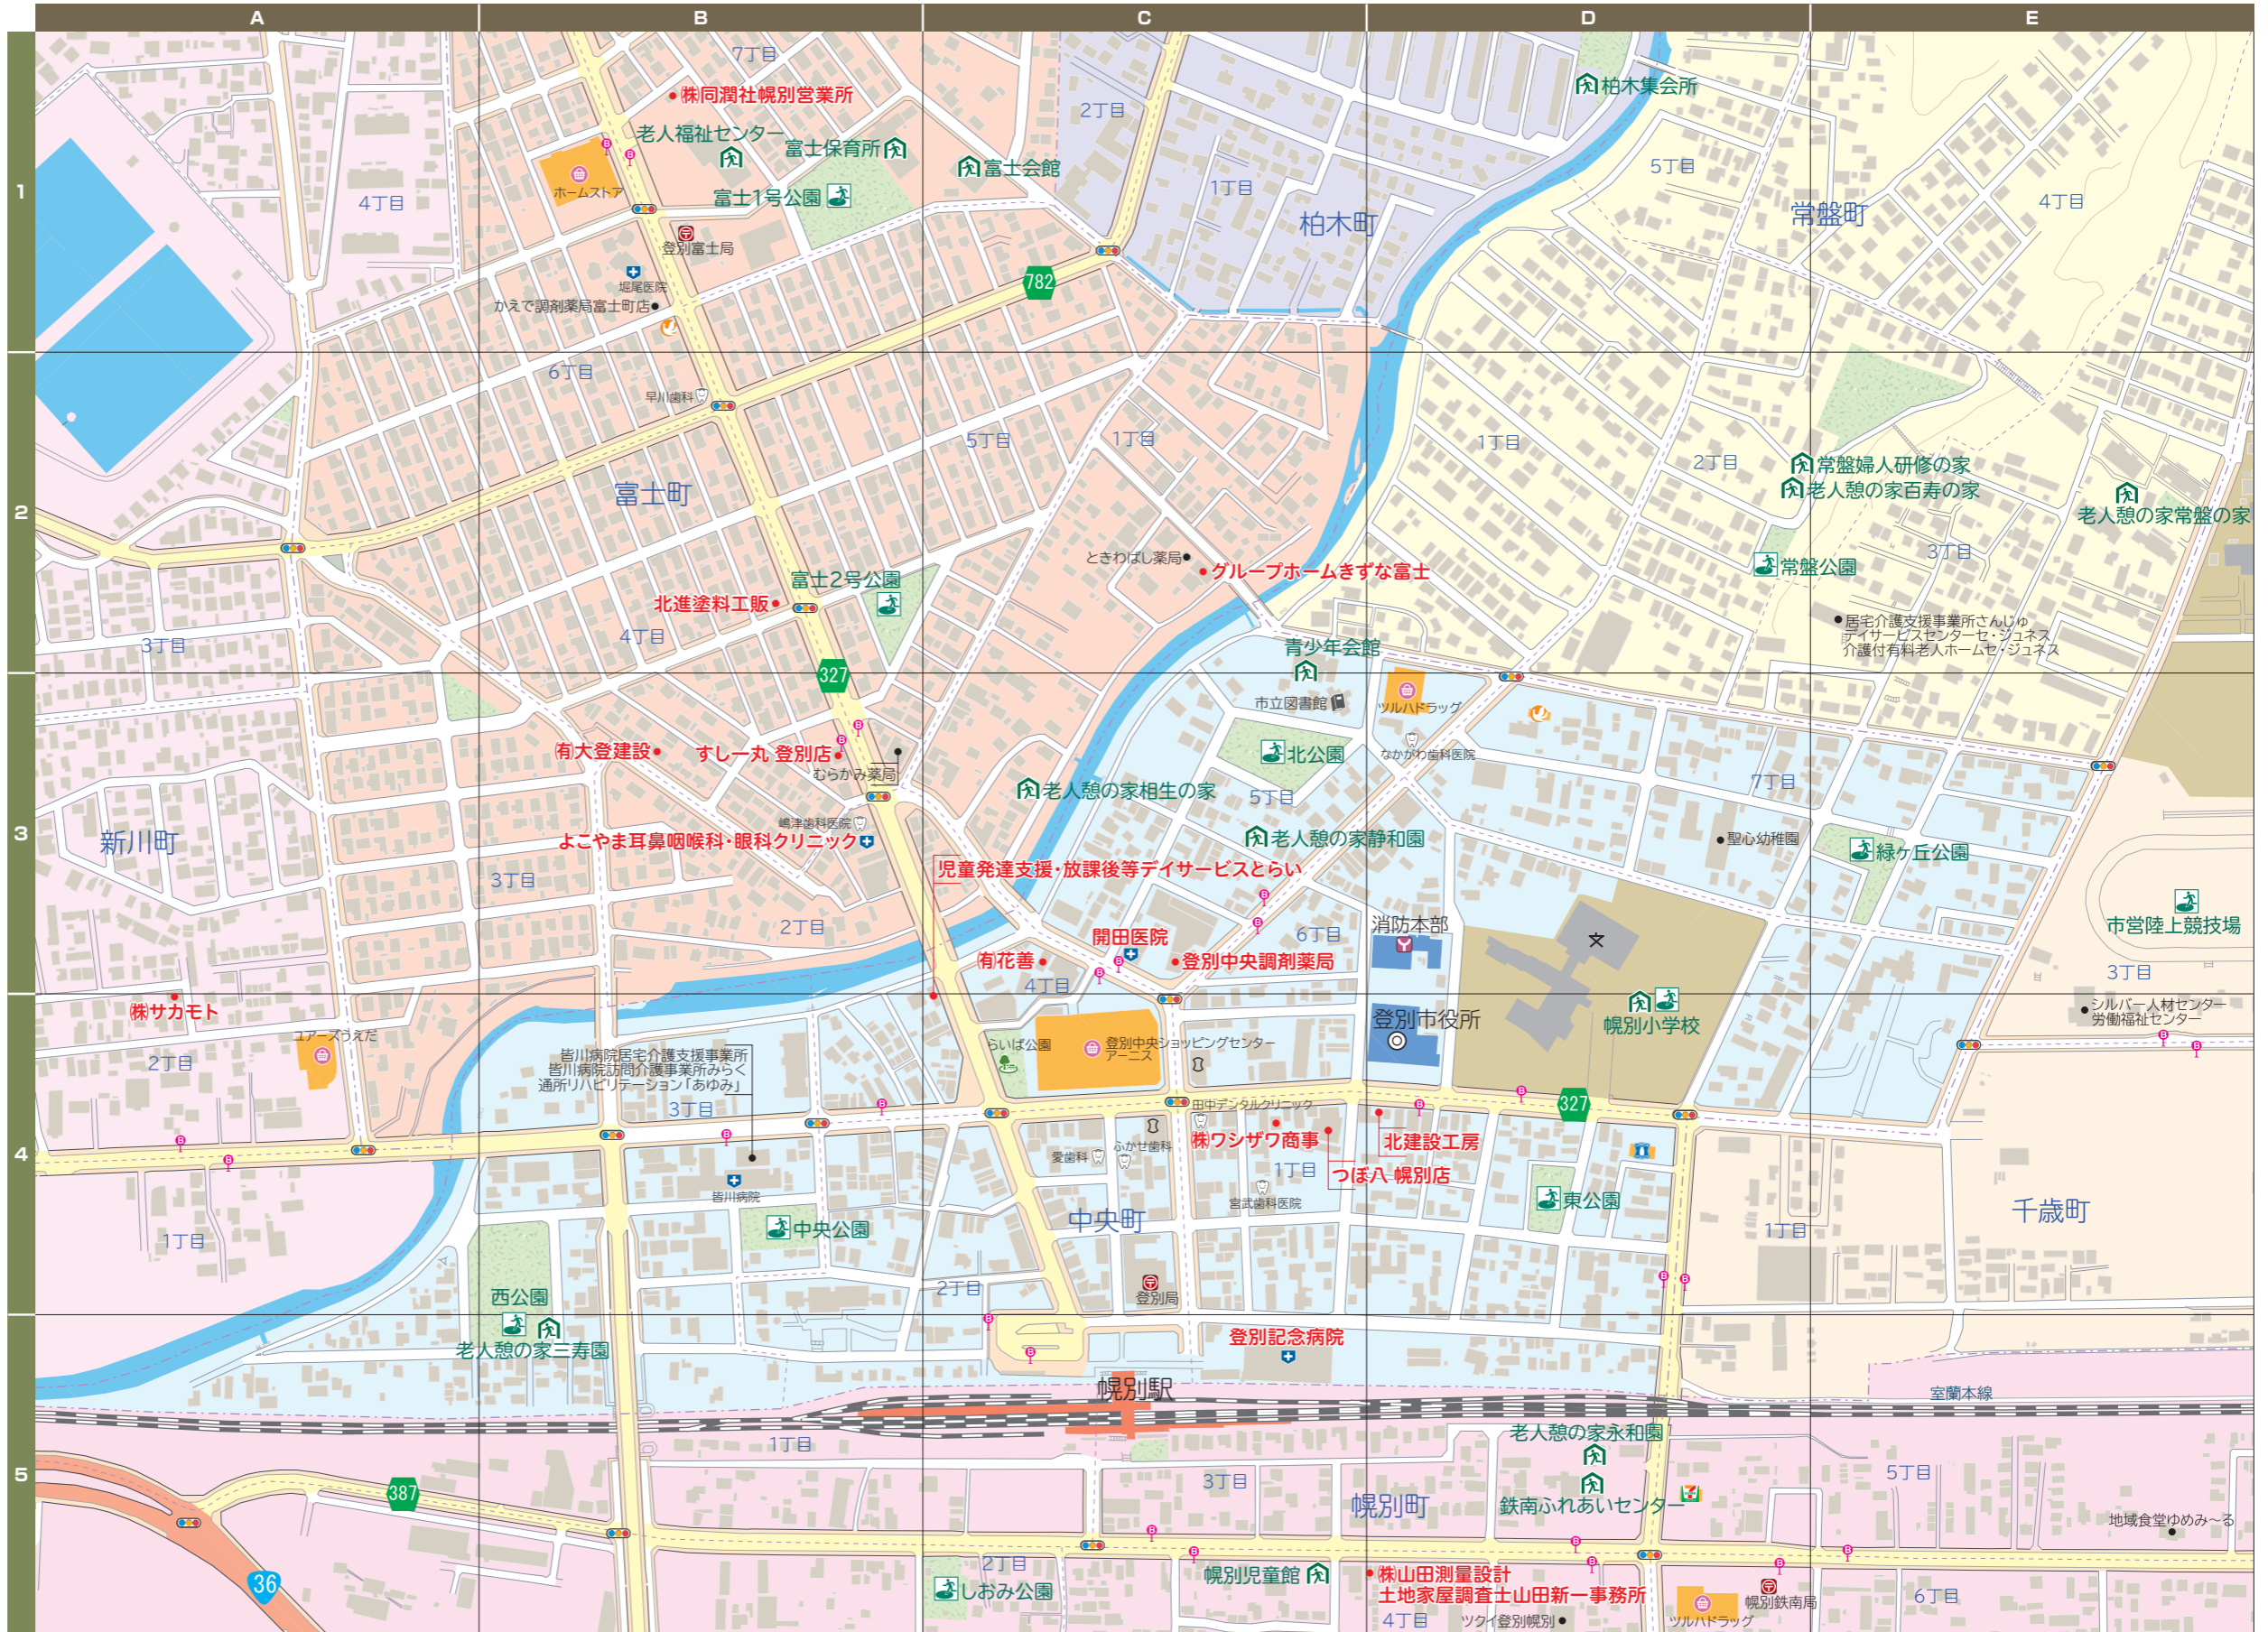 A
B
C
D
E
1
2
3
4
5
7丁目
㈱同潤社幌別営業所
老人福祉センター
富士保育所
富士会館
富士1号公園
ホームストア
登別富士局
堀尾医院
かえで調剤薬局富士町店
4丁目
782
2丁目
1丁目
柏木町
柏木集会所
5丁目
常盤町
4丁目
6丁目
早川歯科
富士町
5丁目
1丁目
1丁目
2丁目
常盤婦人研修の家
老人憩の家百寿の家
老人憩の家常盤の家
3丁目
常盤公園
居宅介護支援事業所さんじゅ
デイサービスセンターセ・ジュネス
介護付有料老人ホームセ・ジュネス
ときわばし薬局
グループホームきずな富士
富士2号公園
北進塗料工販
4丁目
3丁目
327
青少年会館
市立図書館
ツルハドラッグ
なかがわ歯科医院
北公園
5丁目
7丁目
㈲大登建設
すし一丸 登別店
むらかみ薬局
老人憩の家相生の家
嶋津歯科医院
よこやま耳鼻咽喉科・眼科クリニック
老人憩の家静和園
聖心幼稚園
緑ヶ丘公園
新川町
3丁目
児童発達支援・放課後等デイサービスとらい
2丁目
開田医院
㈲花善
登別中央調剤薬局
6丁目
消防本部
文
市営陸上競技場
3丁目
4丁目
㈱サカモト
ユアーズうえだ
2丁目
皆川病院居宅介護支援事業所
皆川病院訪問介護事業所みらく
通所リハビリテーション「あゆみ」
3丁目
らいば公園
登別中央ショッピングセンター
アーニス
登別市役所
幌別小学校
シルバー人材センター
労働福祉センター
327
田中デンタルクリニック
㈱ワシザワ商事
北建設工房
ふかせ歯科
愛歯科
1丁目
つぼ八 幌別店
宮武歯科医院
皆川病院
中央公園
中央町
東公園
1丁目
千歳町
1丁目
2丁目
登別局
西公園
老人憩の家三寿園
登別記念病院
幌別駅
室蘭本線
1丁目
老人憩の家永和園
鉄南ふれあいセンター
3丁目
幌別町
5丁目
387
36
地域食堂ゆめみ〜る
2丁目
しおみ公園
幌別児童館
㈱山田測量設計
土地家屋調査士山田新一事務所
4丁目
ツクイ登別幌別
ツルハドラッグ
幌別鉄南局
6丁目